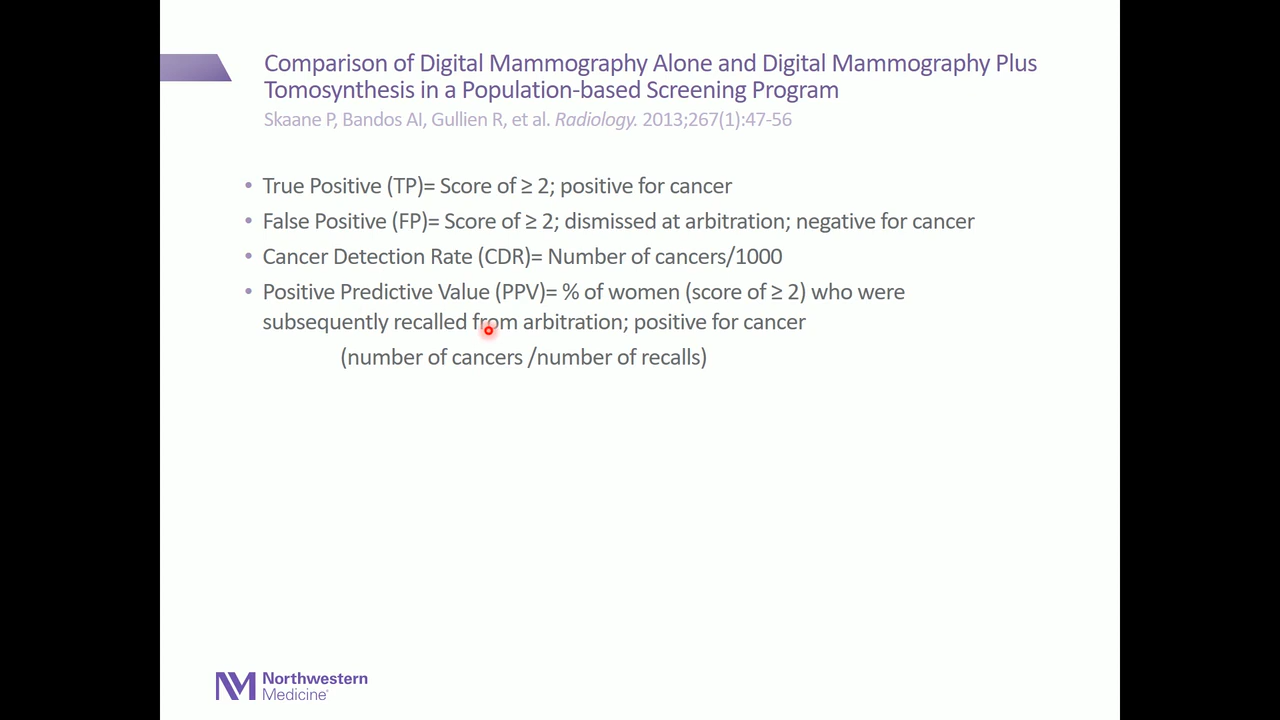 Comparison of Digital Mammography Alone and Digital Mammography Plus
Tomosynthesis in a Population-based Screening Program
Skaane P, Bandos AI, Gullien R, et al. Radiology. 2013;267(1):47-56
• True Positive (TP)= Score of ≥ 2; positive for cancer
• False Positive (FP)= Score of ≥ 2; dismissed at arbitration; negative for cancer
• Cancer Detection Rate (CDR)= Number of cancers/1000
• Positive Predictive Value (PPV)= % of women (score of ≥ 2) who were
subsequently recalled from arbitration; positive for cancer
(number of cancers /number of recalls)
NM Northwestern
Medicine®